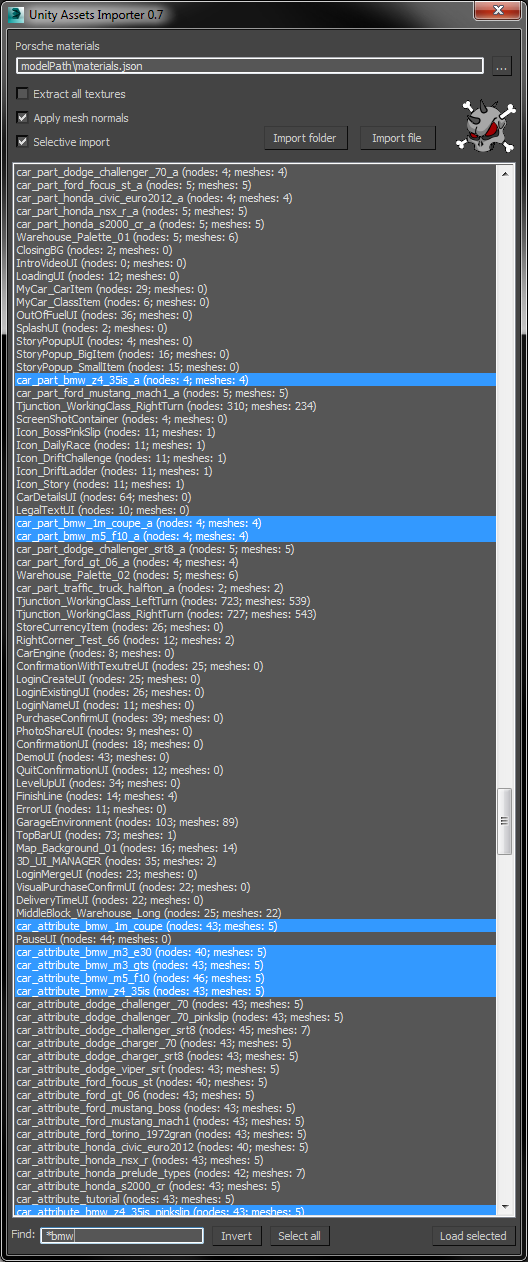 Unity Assets Importer 0.7
Porsche materials
modelPath\materials.json
...
Extract all textures
Apply mesh normals
Selective import
Import folder
Import file
car_part_dodge_challenger_70_a (nodes: 4; meshes: 4)
car_part_ford_focus_st_a (nodes: 5; meshes: 5)
car_part_honda_civic_euro2012_a (nodes: 4; meshes: 4)
car_part_honda_nsx_r_a (nodes: 5; meshes: 5)
car_part_honda_s2000_cr_a (nodes: 5; meshes: 5)
Warehouse_Palette_01 (nodes: 5; meshes: 6)
ClosingBG (nodes: 2; meshes: 0)
IntroVideoUI (nodes: 0; meshes: 0)
LoadingUI (nodes: 12; meshes: 0)
MyCar_CarItem (nodes: 29; meshes: 0)
MyCar_ClassItem (nodes: 6; meshes: 0)
OutOfFuelUI (nodes: 36; meshes: 0)
SplashUI (nodes: 2; meshes: 0)
StoryPopupUI (nodes: 4; meshes: 0)
StoryPopup_BigItem (nodes: 16; meshes: 0)
StoryPopup_SmallItem (nodes: 15; meshes: 0)
car_part_bmw_z4_35is_a (nodes: 4; meshes: 4)
car_part_ford_mustang_mach1_a (nodes: 5; meshes: 5)
Tjunction_WorkingClass_RightTurn (nodes: 310; meshes: 234)
ScreenShotContainer (nodes: 4; meshes: 0)
Icon_BossPinkSlip (nodes: 11; meshes: 1)
Icon_DailyRace (nodes: 11; meshes: 1)
Icon_DriftChallenge (nodes: 11; meshes: 1)
Icon_DriftLadder (nodes: 11; meshes: 1)
Icon_Story (nodes: 11; meshes: 1)
CarDetailsUI (nodes: 64; meshes: 0)
LegalTextUI (nodes: 10; meshes: 0)
car_part_bmw_1m_coupe_a (nodes: 4; meshes: 4)
car_part_bmw_m5_f10_a (nodes: 4; meshes: 4)
car_part_dodge_challenger_srt8_a (nodes: 5; meshes: 5)
car_part_ford_gt_06_a (nodes: 4; meshes: 4)
Warehouse_Palette_02 (nodes: 5; meshes: 6)
car_part_traffic_truck_halfton_a (nodes: 2; meshes: 2)
Tjunction_WorkingClass_LeftTurn (nodes: 723; meshes: 539)
Tjunction_WorkingClass_RightTurn (nodes: 727; meshes: 543)
StoreCurrencyItem (nodes: 26; meshes: 0)
RightCorner_Test_66 (nodes: 12; meshes: 2)
CarEngine (nodes: 8; meshes: 0)
ConfirmationWithTexutreUI (nodes: 25; meshes: 0)
LoginCreateUI (nodes: 25; meshes: 0)
LoginExistingUI (nodes: 26; meshes: 0)
LoginNameUI (nodes: 11; meshes: 0)
PurchaseConfirmUI (nodes: 39; meshes: 0)
PhotoShareUI (nodes: 9; meshes: 0)
ConfirmationUI (nodes: 18; meshes: 0)
DemoUI (nodes: 43; meshes: 0)
QuitConfirmationUI (nodes: 12; meshes: 0)
LevelUpUI (nodes: 34; meshes: 0)
FinishLine (nodes: 14; meshes: 4)
ErrorUI (nodes: 11; meshes: 0)
GarageEnvironment (nodes: 103; meshes: 89)
TopBarUI (nodes: 73; meshes: 1)
Map_Background_01 (nodes: 16; meshes: 14)
3D_UI_MANAGER (nodes: 35; meshes: 2)
LoginMergeUI (nodes: 23; meshes: 0)
VisualPurchaseConfirmUI (nodes: 22; meshes: 0)
DeliveryTimeUI (nodes: 22; meshes: 0)
MiddleBlock_Warehouse_Long (nodes: 25; meshes: 22)
car_attribute_bmw_1m_coupe (nodes: 43; meshes: 5)
PauseUI (nodes: 44; meshes: 0)
car_attribute_bmw_m3_e30 (nodes: 40; meshes: 5)
car_attribute_bmw_m3_gts (nodes: 43; meshes: 5)
car_attribute_bmw_m5_f10 (nodes: 46; meshes: 5)
car_attribute_bmw_z4_35is (nodes: 43; meshes: 5)
car_attribute_dodge_challenger_70 (nodes: 43; meshes: 5)
car_attribute_dodge_challenger_70_pinkslip (nodes: 43; meshes: 5)
car_attribute_dodge_challenger_srt8 (nodes: 45; meshes: 7)
car_attribute_dodge_charger_70 (nodes: 43; meshes: 5)
car_attribute_dodge_charger_srt8 (nodes: 43; meshes: 5)
car_attribute_dodge_viper_srt (nodes: 43; meshes: 5)
car_attribute_ford_focus_st (nodes: 40; meshes: 5)
car_attribute_ford_gt_06 (nodes: 43; meshes: 5)
car_attribute_ford_mustang_boss (nodes: 43; meshes: 5)
car_attribute_ford_mustang_mach1 (nodes: 43; meshes: 5)
car_attribute_ford_torino_1972gran (nodes: 43; meshes: 5)
car_attribute_honda_civic_euro2012 (nodes: 40; meshes: 5)
car_attribute_honda_nsx_r (nodes: 43; meshes: 5)
car_attribute_honda_prelude_types (nodes: 42; meshes: 7)
car_attribute_honda_s2000_cr (nodes: 43; meshes: 5)
car_attribute_tutorial (nodes: 43; meshes: 5)
car_attribute_bmw_z4_35is_pinkslip (nodes: 43; meshes: 5)
Find:
*bmw
Invert
Select all
Load selected